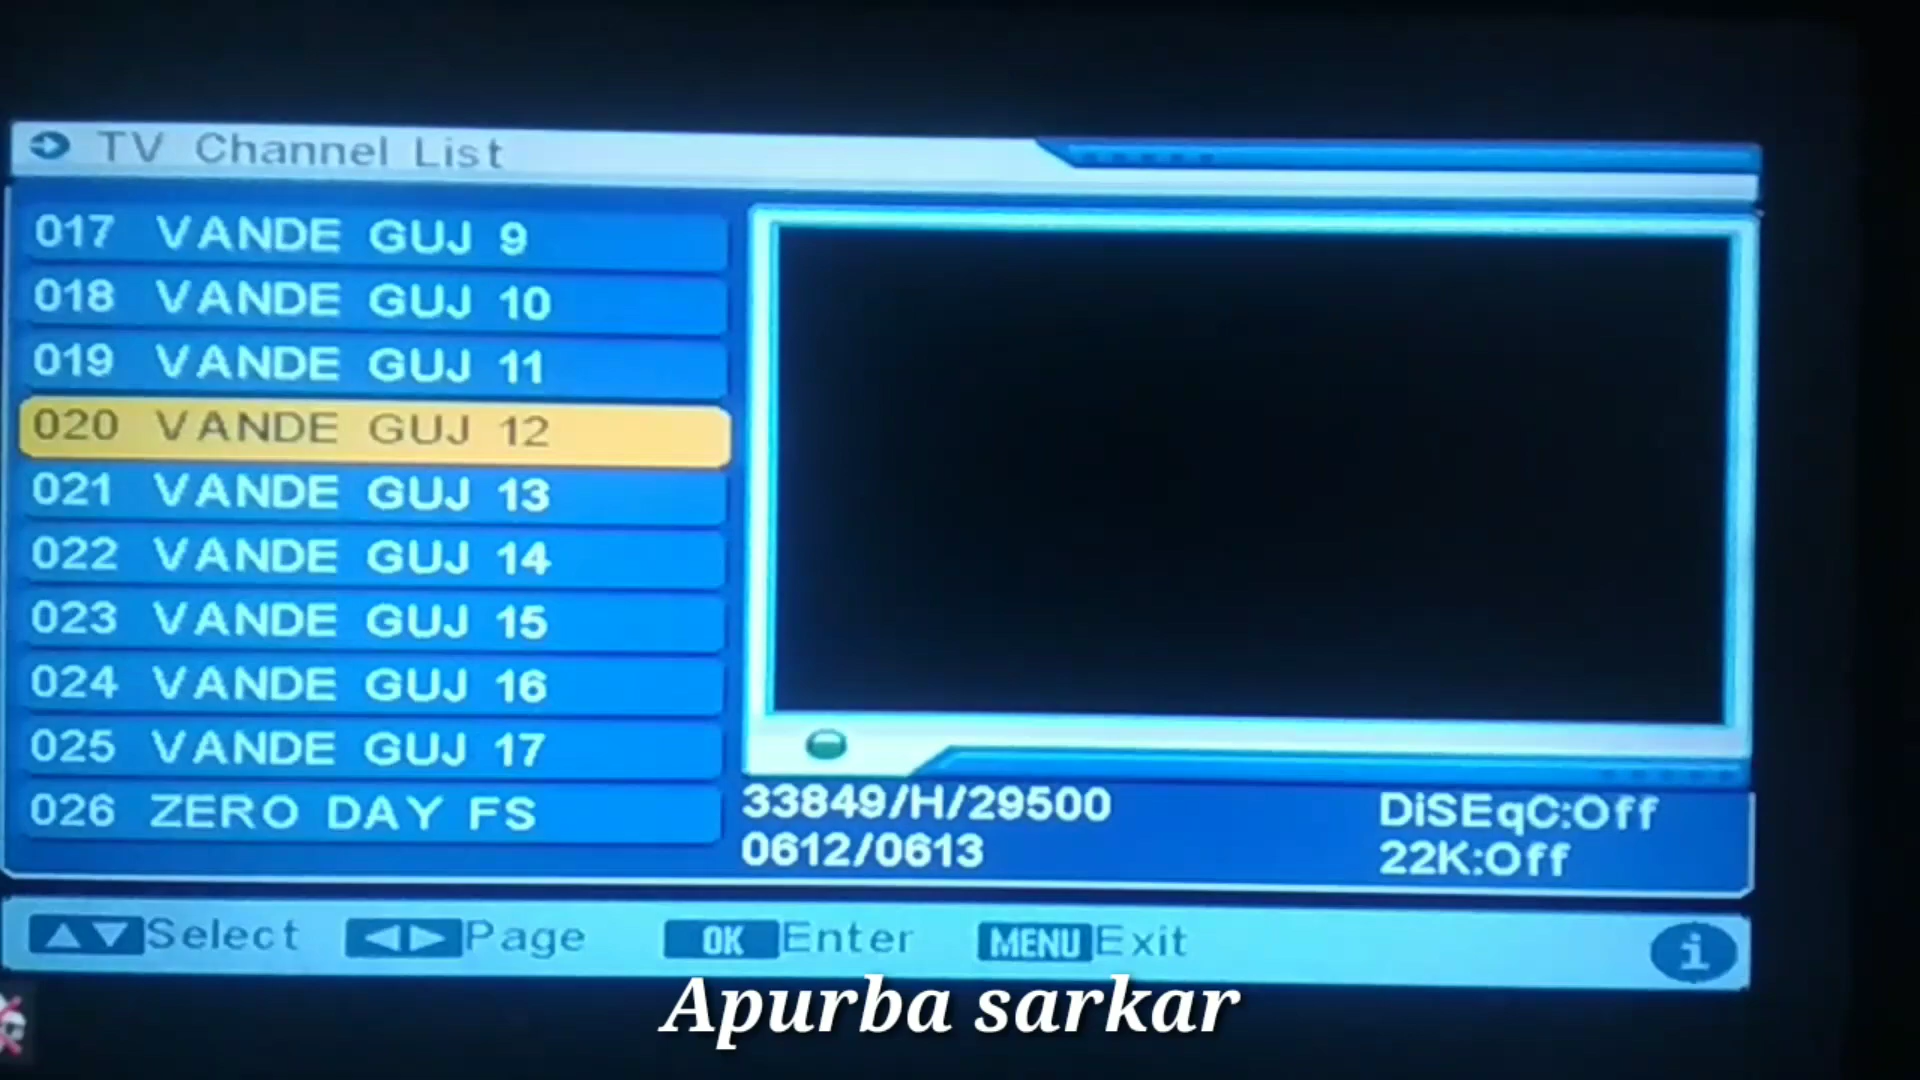 TV Channel List
017 VANDE GUJ 9
018 VANDE GUJ 10
019 VANDE GUJ 11
020 VANDE GUJ 12
021 VANDE GUJ 13
022 VANDE GUJ 14
023 VANDE GUJ 15
024 VANDE GUJ 16
025 VANDE GUJ 17
026 ZERO DAY FS
33849/H/29500
0612/0613
DiSEqC:Off
22K:Off
Select Page OK Enter MENU Exit i
Apurba sarkar